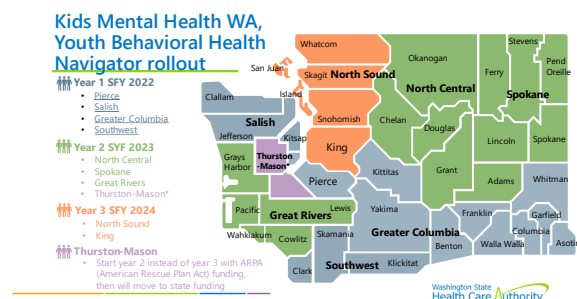 Kids Mental Health WA,
Youth Behavioral Health
Navigator rollout
Year 1 SFY 2022
• Pierce
• Salish
• Greater Columbia
• Southwest
Year 2 SYF 2023
• North Central
• Spokane
• Great Rivers
• Thurston-Mason*
Year 3 SFY 2024
• North Sound
• King
Thurston-Mason
• Start year 2 instead of year 3 with ARPA
(American Rescue Plan Act) funding,
then will move to state funding
Whatcom
San Juan
Skagit
North Sound
Island
Snohomish
Clallam
Salish
Jefferson
Kitsap
King
Grays
Harbor
Thurston
-Mason*
Pierce
Pacific
Lewis
Great Rivers
Wahkiakum
Cowlitz
Skamania
Clark
Southwest
Klickitat
Okanogan
North Central
Chelan
Douglas
Kittitas
Grant
Yakima
Greater Columbia
Benton
Franklin
Walla Walla
Columbia
Garfield
Asotin
Stevens
Ferry
Pend
Oreille
Spokane
Lincoln
Spokane
Adams
Whitman
Washington State
Health Care Authority